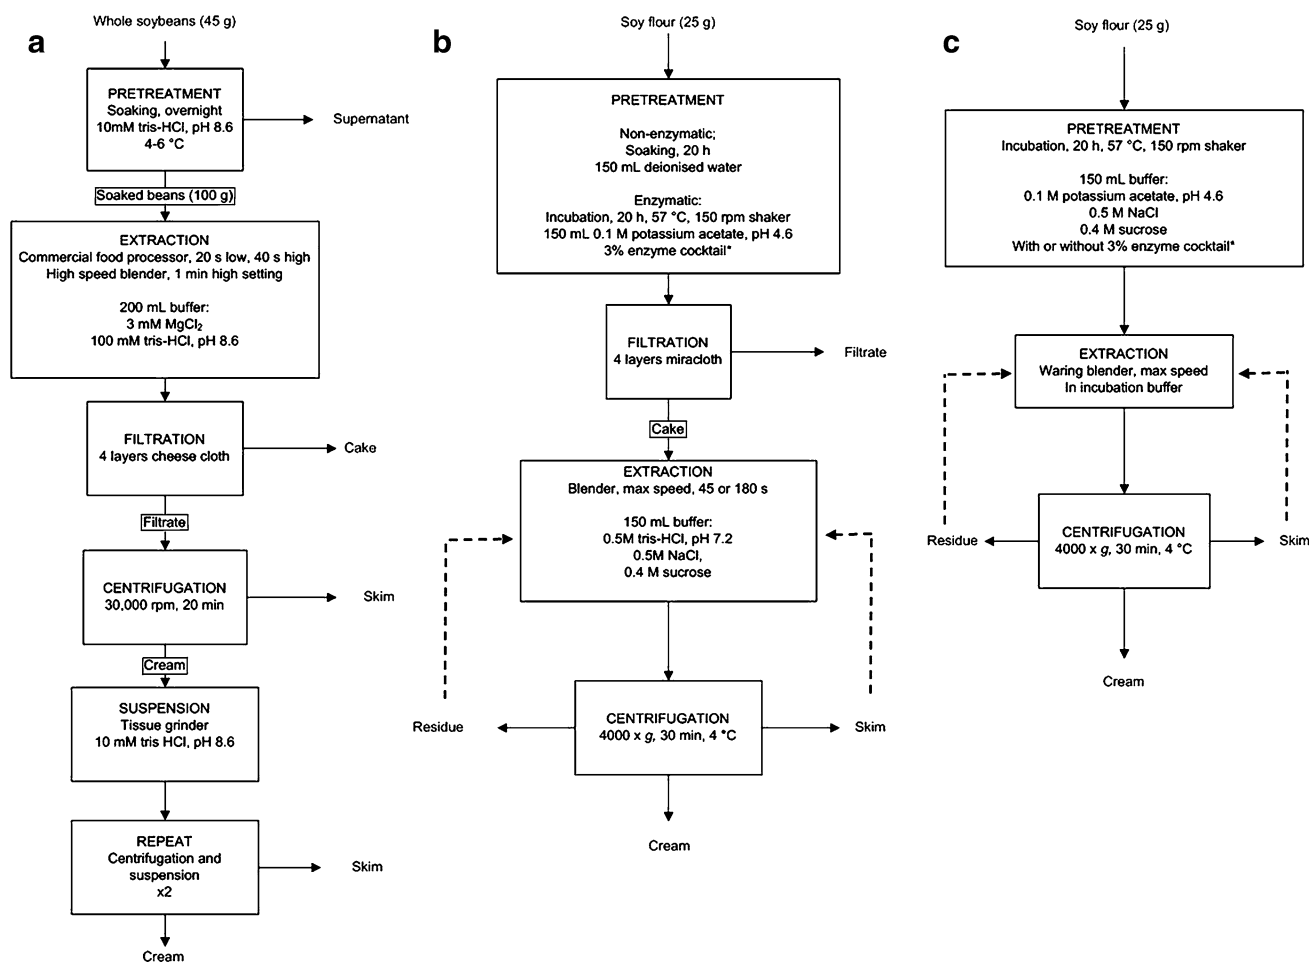 a
Whole soybeans (45 g)
PRETREATMENT
Soaking, overnight
10mM tris-HCl, pH 8.6
4-6 °C
Supernatant
Soaked beans (100 g)
EXTRACTION
Commercial food processor, 20 s low, 40 s high
High speed blender, 1 min high setting
200 mL buffer:
3 mM MgCl₂
100 mM tris-HCl, pH 8.6
FILTRATION
4 layers cheese cloth
Cake
Filtrate
CENTRIFUGATION
30,000 rpm, 20 min
Skim
Cream
SUSPENSION
Tissue grinder
10 mM tris HCl, pH 8.6
REPEAT
Centrifugation and
suspension
x2
Skim
Cream
b
Soy flour (25 g)
PRETREATMENT
Non-enzymatic;
Soaking, 20 h
150 mL deionised water
Enzymatic:
Incubation, 20 h, 57 °C, 150 rpm shaker
150 mL 0.1 M potassium acetate, pH 4.6
3% enzyme cocktail*
FILTRATION
4 layers miracloth
Filtrate
Cake
EXTRACTION
Blender, max speed, 45 or 180 s
150 mL buffer:
0.5M tris-HCl, pH 7.2
0.5M NaCl,
0.4 M sucrose
CENTRIFUGATION
4000 x g, 30 min, 4 °C
Residue
Skim
Cream
c
Soy flour (25 g)
PRETREATMENT
Incubation, 20 h, 57 °C, 150 rpm shaker
150 mL buffer:
0.1 M potassium acetate, pH 4.6
0.5 M NaCl
0.4 M sucrose
With or without 3% enzyme cocktail*
EXTRACTION
Waring blender, max speed
In incubation buffer
CENTRIFUGATION
4000 x g, 30 min, 4 °C
Residue
Skim
Cream